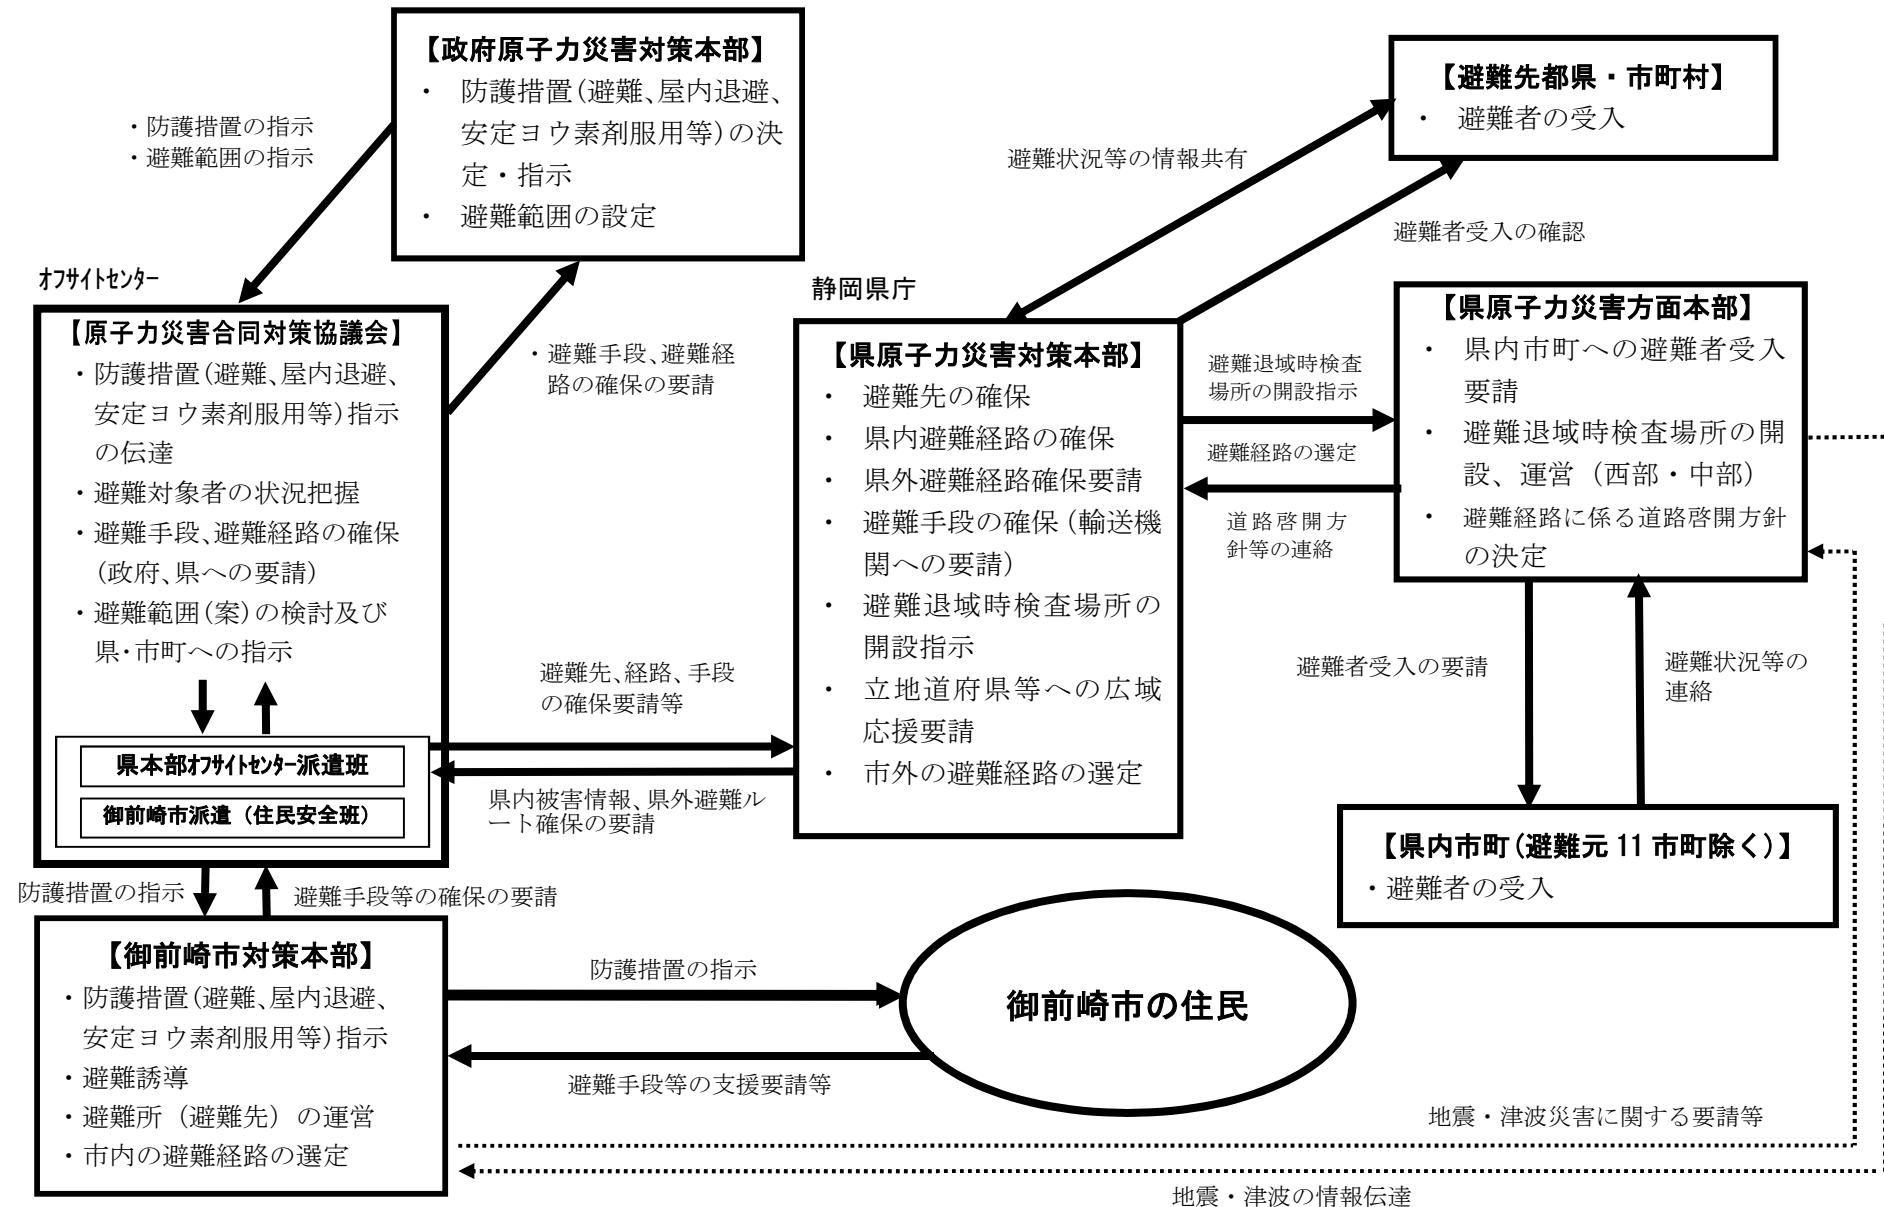 【政府原子力災害対策本部】
・ 防護措置(避難、屋内退避、
安定ヨウ素剤服用等)の決
定・指示
・ 避難範囲の設定
・防護措置の指示
・避難範囲の指示
【避難先都県・市町村】
・ 避難者の受入
避難状況等の情報共有
避難者受入の確認
オフサイトセンター
【原子力災害合同対策協議会】
・防護措置(避難、屋内退避、
安定ヨウ素剤服用等)指示
の伝達
・避難対象者の状況把握
・避難手段、避難経路の確保
(政府、県への要請)
・避難範囲(案)の検討及び
県・市町への指示
県本部オフサイトセンター派遣班
御前崎市派遣（住民安全班）
・避難手段、避難経
路の確保の要請
静岡県庁
【県原子力災害対策本部】
・ 避難先の確保
・ 県内避難経路の確保
・ 県外避難経路確保要請
・ 避難手段の確保(輸送機
関への要請)
・ 避難退域時検査場所の
開設指示
・ 立地道府県等への広域
応援要請
・ 市外の避難経路の選定
避難退域時検査
場所の開設指示
避難経路の選定
道路啓開方
針等の連絡
【県原子力災害方面本部】
・ 県内市町への避難者受入
要請
・ 避難退域時検査場所の開
設、運営（西部・中部）
・ 避難経路に係る道路啓開方針
の決定
避難先、経路、手段
の確保要請等
県内被害情報、県外避難ル
ート確保の要請
避難者受入の要請
避難状況等の
連絡
【県内市町(避難元 11 市町除く)】
・避難者の受入
防護措置の指示
避難手段等の確保の要請
【御前崎市対策本部】
・防護措置(避難、屋内退避、
安定ヨウ素剤服用等)指示
・避難誘導
・避難所（避難先）の運営
・市内の避難経路の選定
防護措置の指示
御前崎市の住民
避難手段等の支援要請等
地震・津波災害に関する要請等
地震・津波の情報伝達